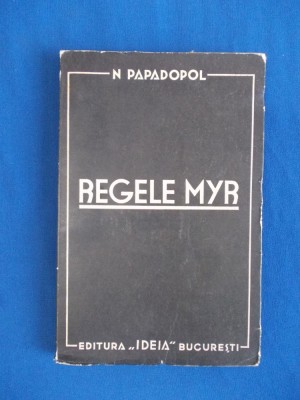 N PAPADOPOL
REGELE MYR
EDITURA „IDEIA" BUCUREȘTI